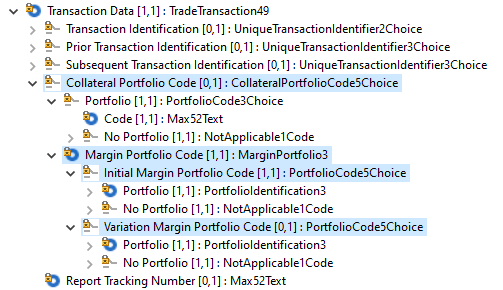 Transaction Data [1,1] : TradeTransaction49
Transaction Identification [0,1] : UniqueTransactionIdentifier2Choice
Prior Transaction Identification [0,1] : UniqueTransactionIdentifier3Choice
Subsequent Transaction Identification [0,1] : UniqueTransactionIdentifier3Choice
Collateral Portfolio Code [0,1] : CollateralPortfolioCode5Choice
Portfolio [1,1] : PortfolioCode3Choice
Code [1,1] : Max52Text
No Portfolio [1,1] : NotApplicable1Code
Margin Portfolio Code [1,1] : MarginPortfolio3
Initial Margin Portfolio Code [1,1] : PortfolioCode5Choice
Portfolio [1,1] : PortfolioIdentification3
No Portfolio [1,1] : NotApplicable1Code
Variation Margin Portfolio Code [0,1] : PortfolioCode5Choice
Portfolio [1,1] : PortfolioIdentification3
No Portfolio [1,1] : NotApplicable1Code
Report Tracking Number [0,1] : Max52Text